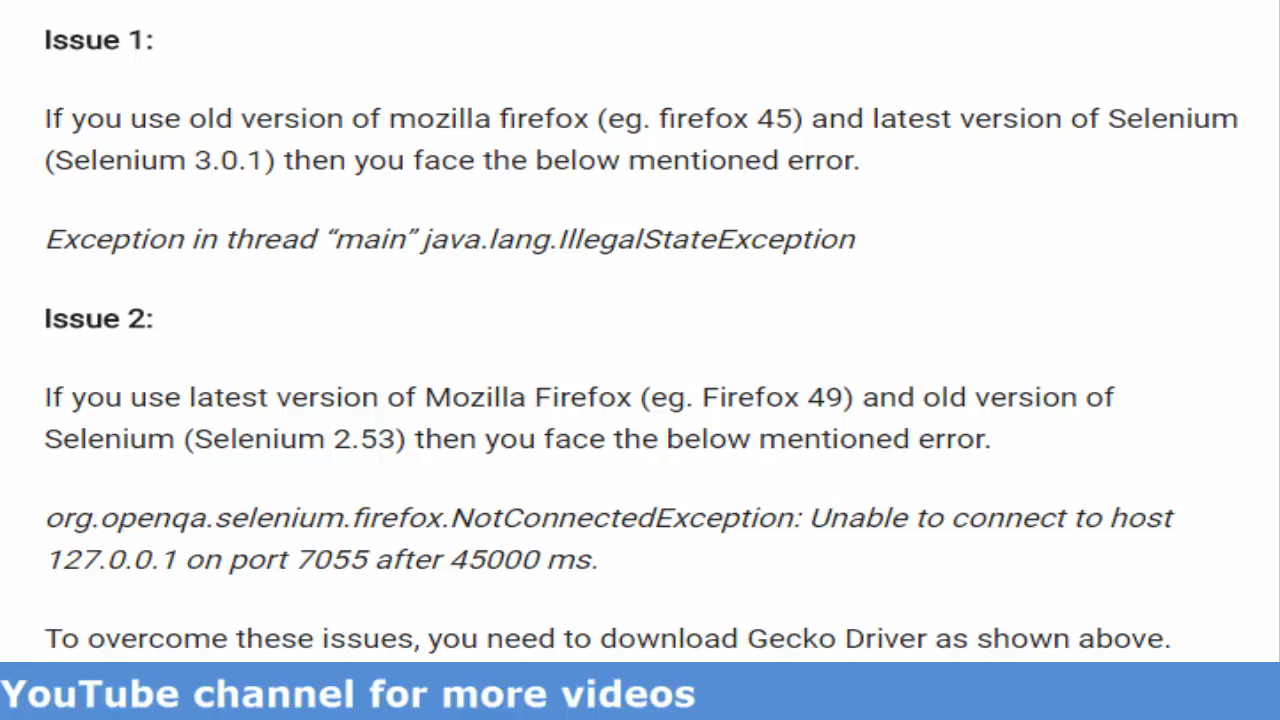 Issue 1:
If you use old version of mozilla firefox (eg. firefox 45) and latest version of Selenium
(Selenium 3.0.1) then you face the below mentioned error.
Exception in thread “main” java.lang.IllegalStateException
Issue 2:
If you use latest version of Mozilla Firefox (eg. Firefox 49) and old version of
Selenium (Selenium 2.53) then you face the below mentioned error.
org.openqa.selenium.firefox.NotConnectedException: Unable to connect to host
127.0.0.1 on port 7055 after 45000 ms.
To overcome these issues, you need to download Gecko Driver as shown above.
YouTube channel for more videos